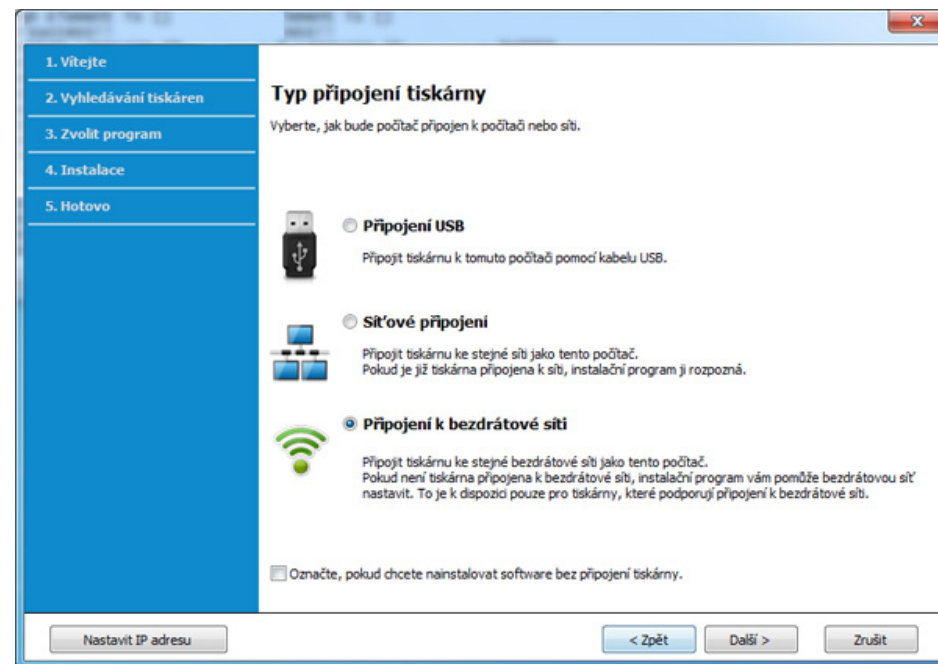 1. Vítejte
2. Vyhledávání tiskáren
3. Zvolit program
4. Instalace
5. Hotovo
Typ připojení tiskárny
Vyberte, jak bude počítač připojen k počítači nebo síti.
Připojení USB
Připojit tiskárnu k tomuto počítači pomocí kabelu USB.
Síťové připojení
Připojit tiskárnu ke stejné síti jako tento počítač.
Pokud je již tiskárna připojena k síti, instalační program ji rozpozná.
Připojení k bezdrátové síti
Připojit tiskárnu ke stejné bezdrátové síti jako tento počítač.
Pokud není tiskárna připojena k bezdrátové síti, instalační program vám pomůže bezdrátovou síť
nastavit. To je k dispozici pouze pro tiskárny, které podporují připojení k bezdrátové síti.
Označte, pokud chcete nainstalovat software bez připojení tiskárny.
Nastavit IP adresu
< Zpět
Další >
Zrušit